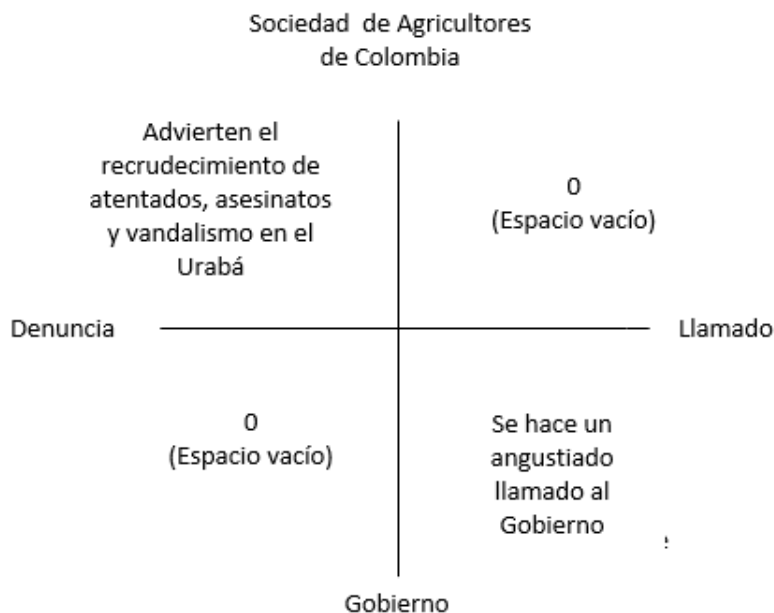 Sociedad de Agricultores
de Colombia
Advierten el
recrudecimiento de
atentados, asesinatos
y vandalismo en el
Urabá
0
(Espacio vacío)
Denuncia
Llamado
0
(Espacio vacío)
Se hace un
angustiado
llamado al
Gobierno
Gobierno